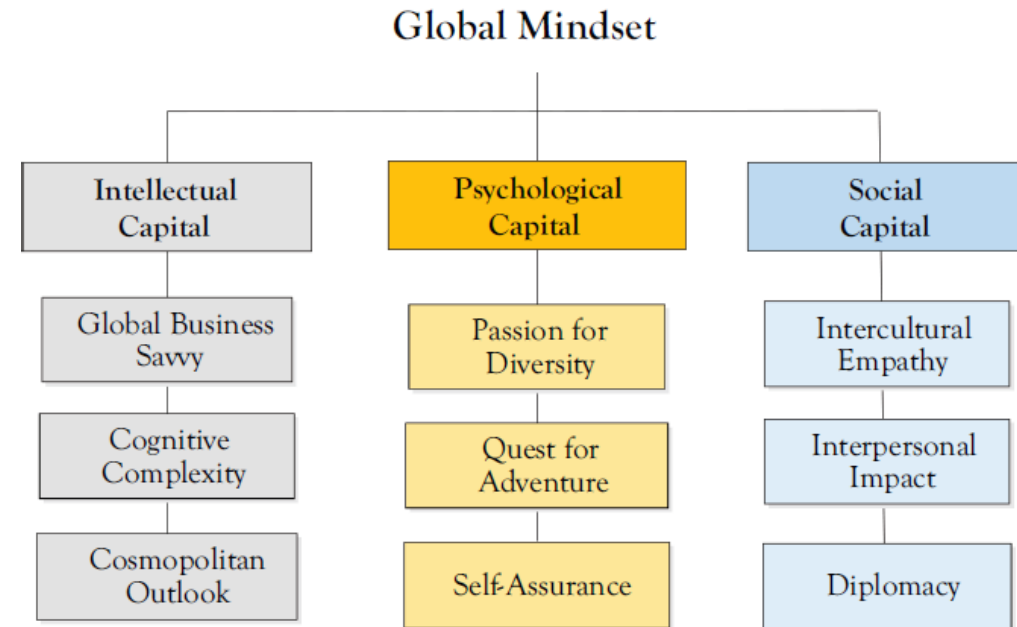 Global Mindset
Intellectual
Capital
Psychological
Capital
Social
Capital
Global Business
Savvy
Passion for
Diversity
Intercultural
Empathy
Cognitive
Complexity
Quest for
Adventure
Interpersonal
Impact
Cosmopolitan
Outlook
Self-Assurance
Diplomacy